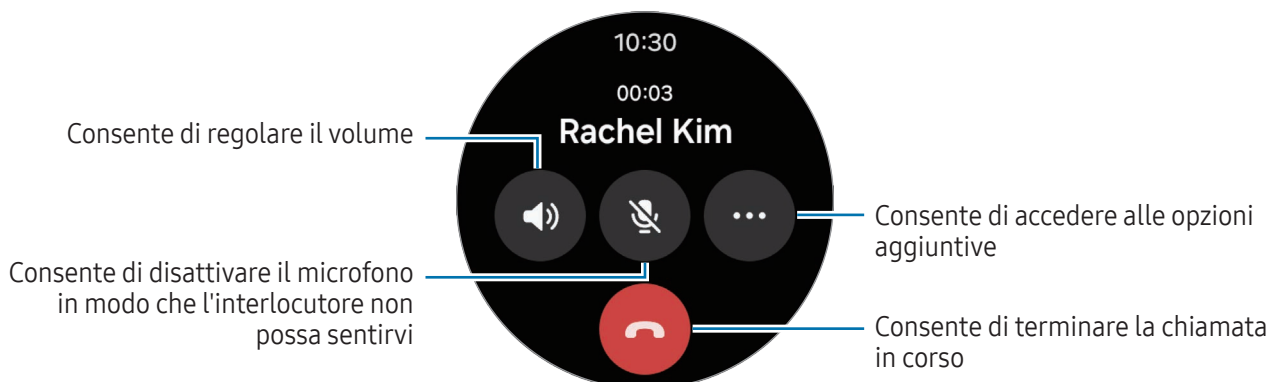 10:30
00:03
Rachel Kim
Consente di regolare il volume
Consente di accedere alle opzioni
aggiuntive
Consente di disattivare il microfono
in modo che l'interlocutore non
possa sentirvi
Consente di terminare la chiamata
in corso